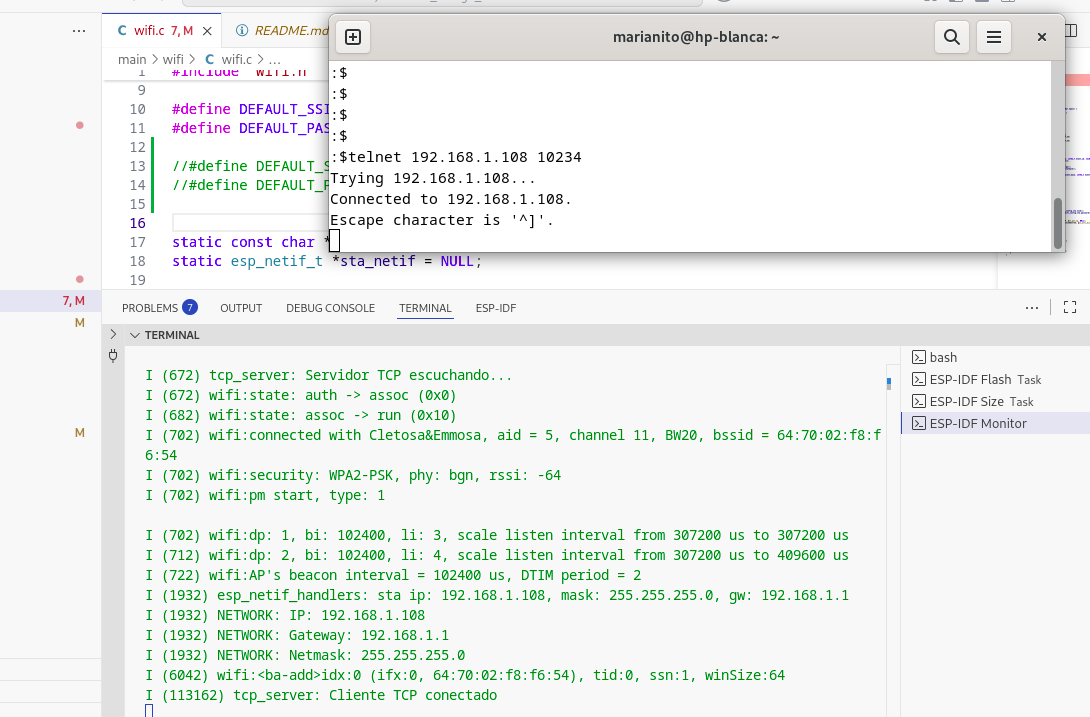 wifi.c 7, M
README.md
main > wifi > C wifi.c > ...
1 #include "wifi.h"
9
10 #define DEFAULT_SSI
11 #define DEFAULT_PAS
12
13 //#define DEFAULT_S
14 //#define DEFAULT_P
15
16
17 static const char *
18 static esp_netif_t *sta_netif = NULL;
19
7, M
M
M
marianito@hp-blanca: ~
:$
:$
:$
:$
:$telnet 192.168.1.108 10234
Trying 192.168.1.108...
Connected to 192.168.1.108.
Escape character is '^]'.
PROBLEMS 7 OUTPUT DEBUG CONSOLE TERMINAL ESP-IDF
TERMINAL
I (672) tcp_server: Servidor TCP escuchando...
I (672) wifi:state: auth -> assoc (0x0)
I (682) wifi:state: assoc -> run (0x10)
I (702) wifi:connected with Cletosa&Emmosa, aid = 5, channel 11, BW20, bssid = 64:70:02:f8:f
6:54
I (702) wifi:security: WPA2-PSK, phy: bgn, rssi: -64
I (702) wifi:pm start, type: 1
I (702) wifi:dp: 1, bi: 102400, li: 3, scale listen interval from 307200 us to 307200 us
I (712) wifi:dp: 2, bi: 102400, li: 4, scale listen interval from 307200 us to 409600 us
I (722) wifi:AP's beacon interval = 102400 us, DTIM period = 2
I (1932) esp_netif_handlers: sta ip: 192.168.1.108, mask: 255.255.255.0, gw: 192.168.1.1
I (1932) NETWORK: IP: 192.168.1.108
I (1932) NETWORK: Gateway: 192.168.1.1
I (1932) NETWORK: Netmask: 255.255.255.0
I (6042) wifi:<ba-add>idx:0 (ifx:0, 64:70:02:f8:f6:54), tid:0, ssn:1, winSize:64
I (113162) tcp_server: Cliente TCP conectado
bash
ESP-IDF Flash Task
ESP-IDF Size Task
ESP-IDF Monitor